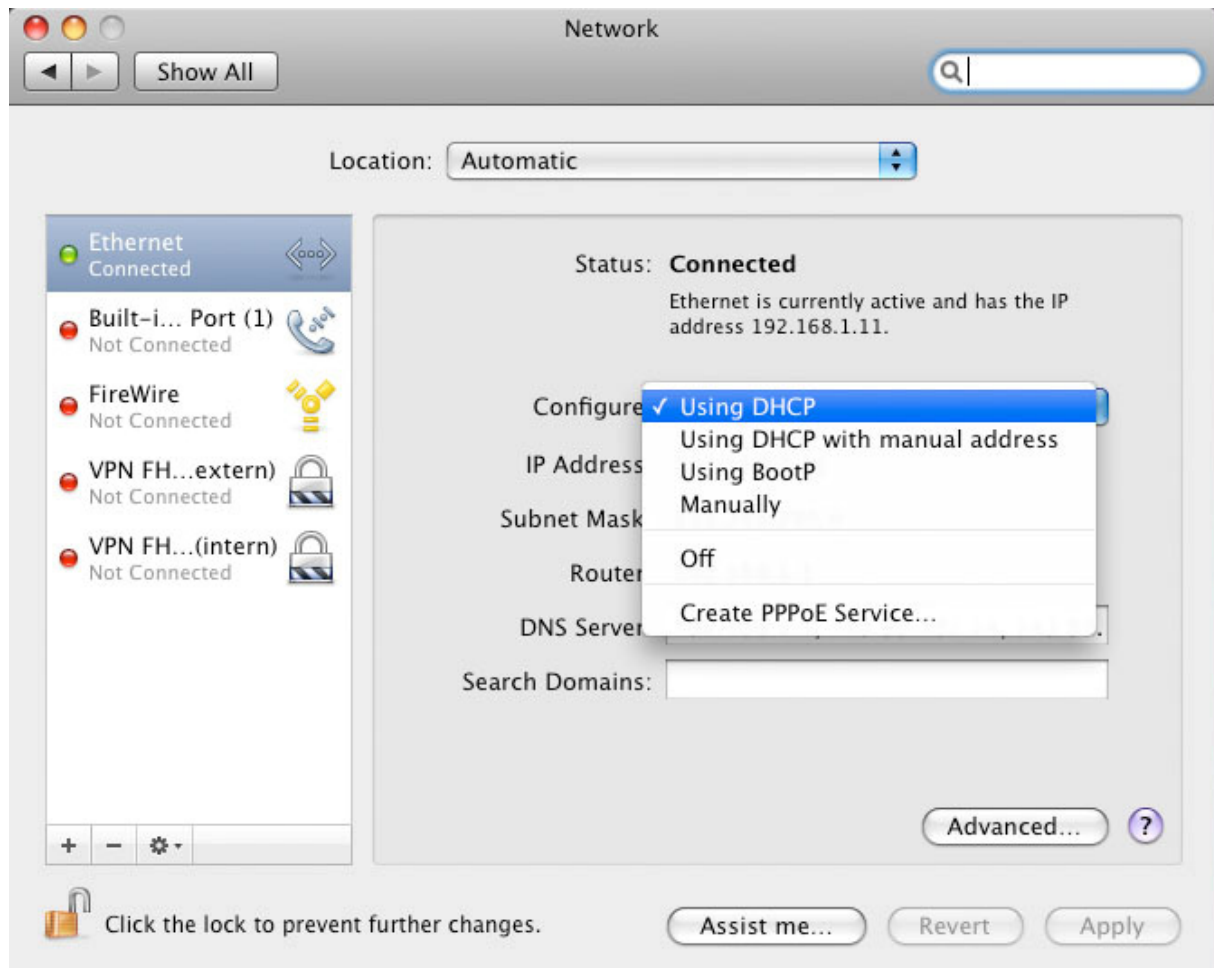 Network
Show All
Location: Automatic
Ethernet
Connected
Built-i... Port (1)
Not Connected
FireWire
Not Connected
VPN FH...extern)
Not Connected
VPN FH...(intern)
Not Connected
Status: Connected
Ethernet is currently active and has the IP
address 192.168.1.11.
Configure ✓ Using DHCP
Using DHCP with manual address
Using BootP
Manually
Off
Create PPPoE Service...
IP Address
Subnet Mask
Router
DNS Server
Search Domains:
Advanced... ?
+ −
Click the lock to prevent further changes.
Assist me... Revert Apply